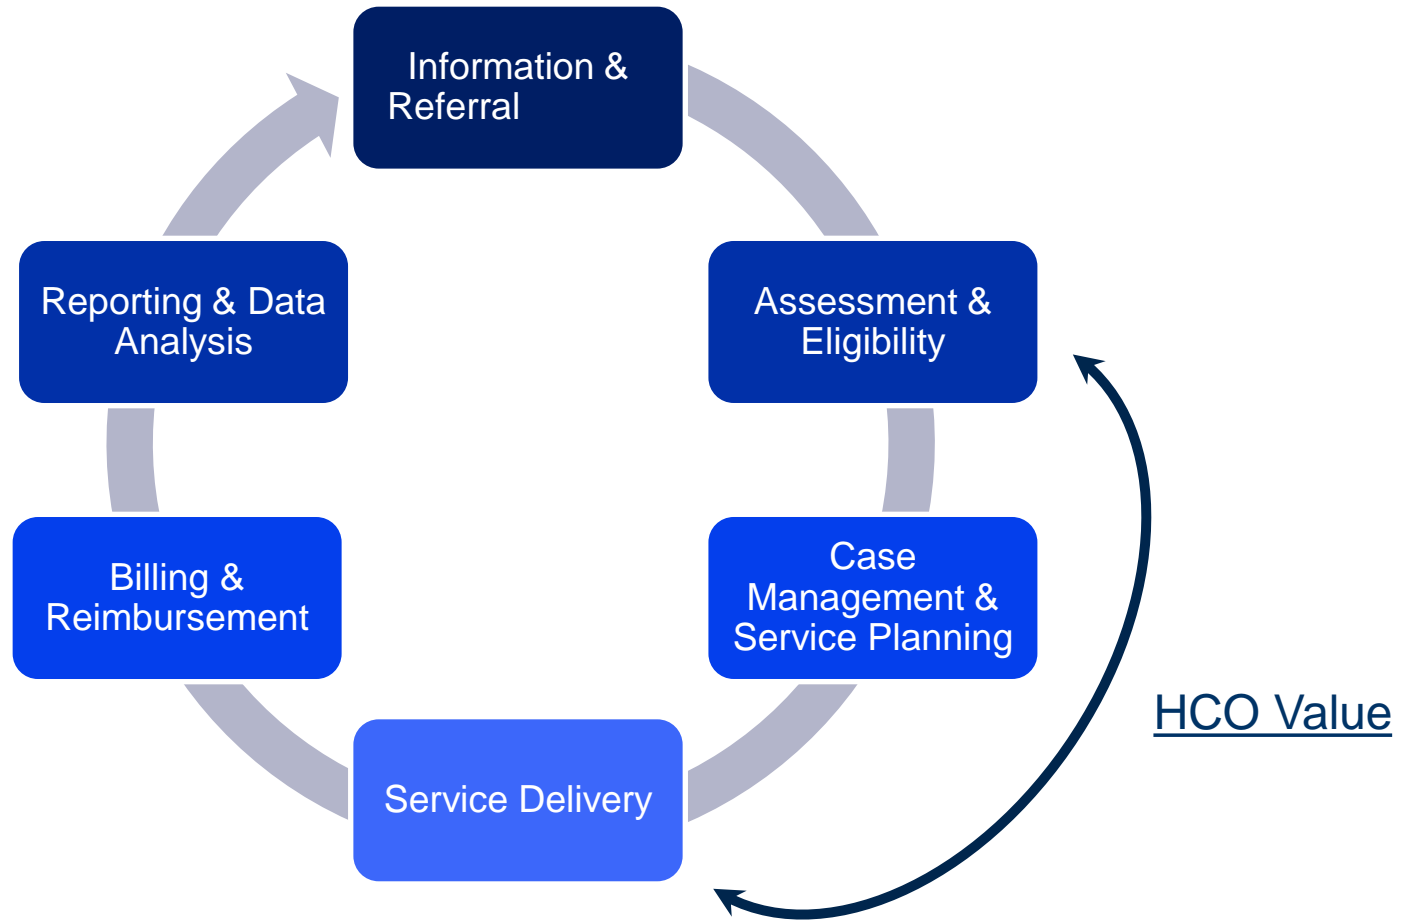 Information &
Referral
Assessment &
Eligibility
Case
Management &
Service Planning
Service Delivery
Billing &
Reimbursement
Reporting & Data
Analysis
HCO Value